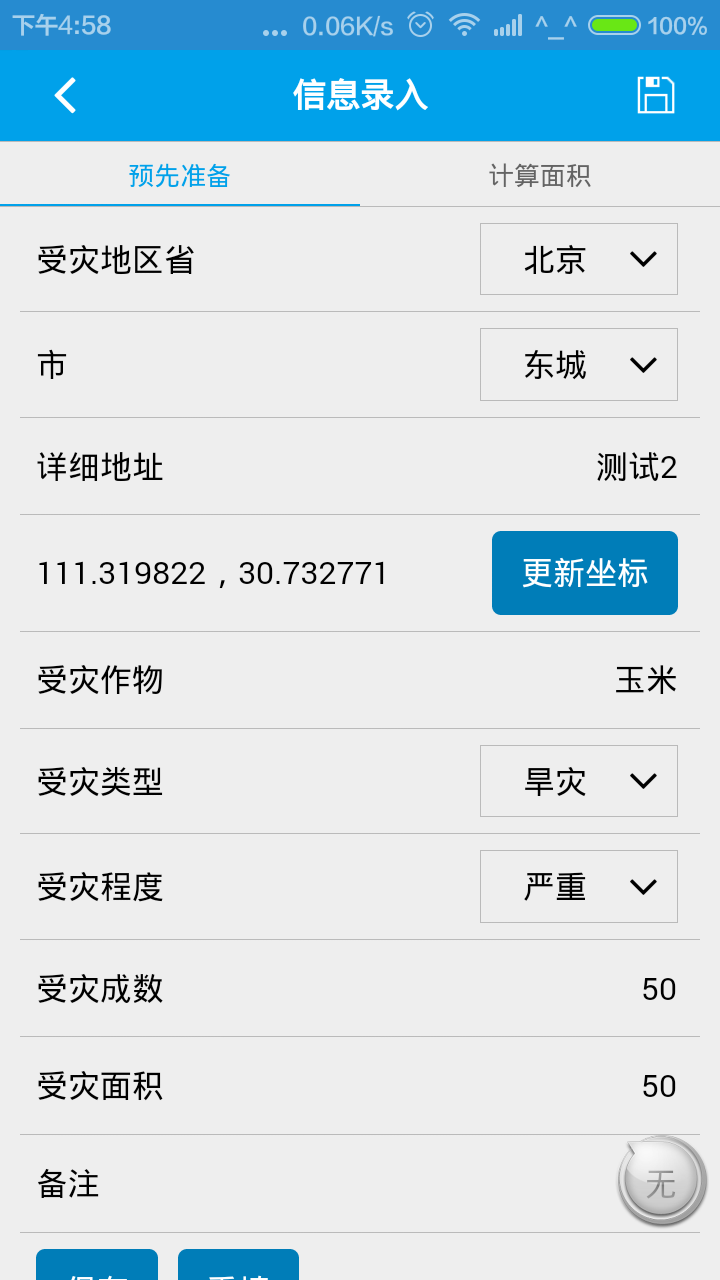 下午4:58
... 0.06K/s ^_^ 100%
信息录入
预先准备 计算面积
受灾地区省 北京
市 东城
详细地址 测试2
111.319822 , 30.732771 更新坐标
受灾作物 玉米
受灾类型 旱灾
受灾程度 严重
受灾成数 50
受灾面积 50
备注 无